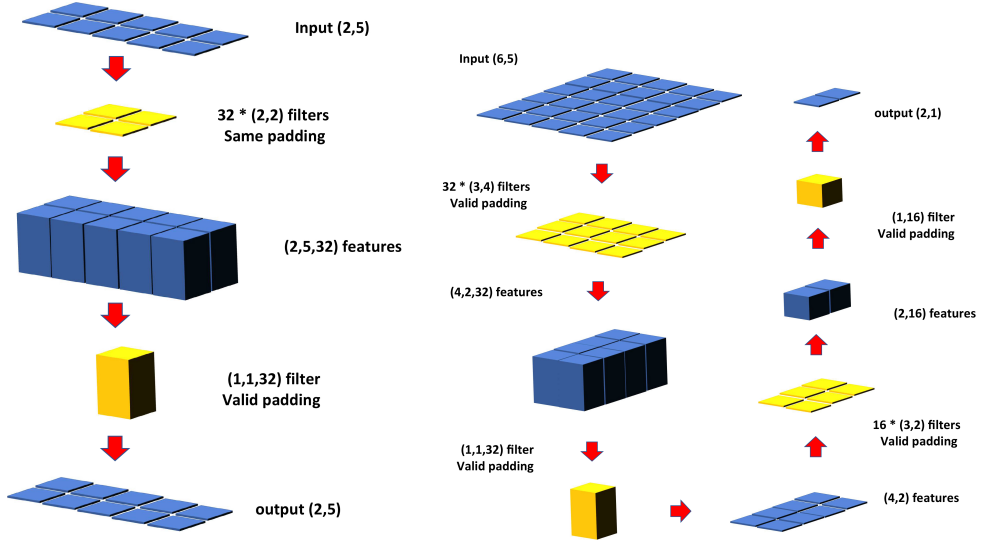 Input (2,5)
32 * (2,2) filters
Same padding
(2,5,32) features
(1,1,32) filter
Valid padding
output (2,5)
Input (6,5)
32 * (3,4) filters
Valid padding
(4,2,32) features
(1,1,32) filter
Valid padding
(4,2) features
16 * (3,2) filters
Valid padding
(2,16) features
(1,16) filter
Valid padding
output (2,1)